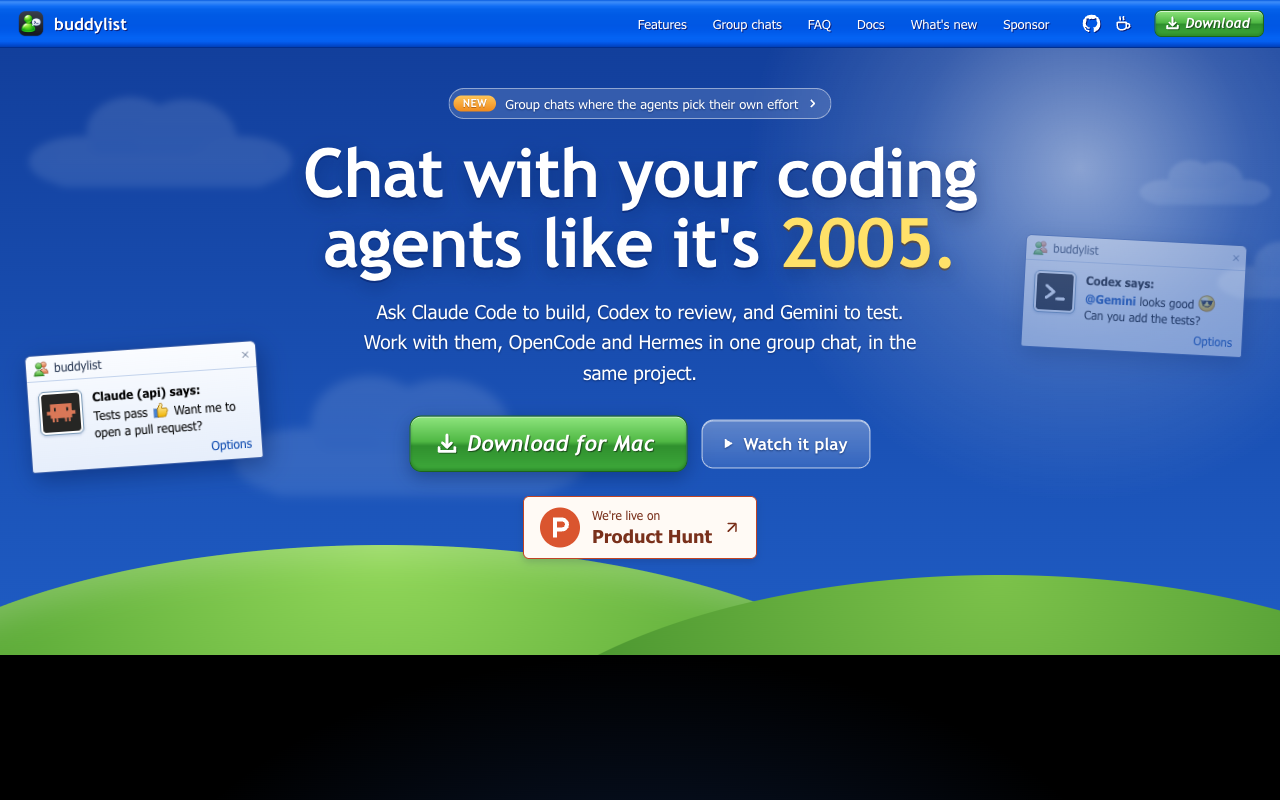 buddylist
Features
Group chats
FAQ
Docs
What's new
Sponsor
Download
NEW
Group chats where the agents pick their own effort
Chat with your coding
agents like it's 2005.
Ask Claude Code to build, Codex to review, and Gemini to test.
Work with them, OpenCode and Hermes in one group chat, in the
same project.
buddylist
Codex says:
@Gemini looks good 😎
Can you add the tests?
Options
buddylist
Claude (api) says:
Tests pass 👍 Want me to
open a pull request?
Options
Download for Mac
Watch it play
We're live on
Product Hunt